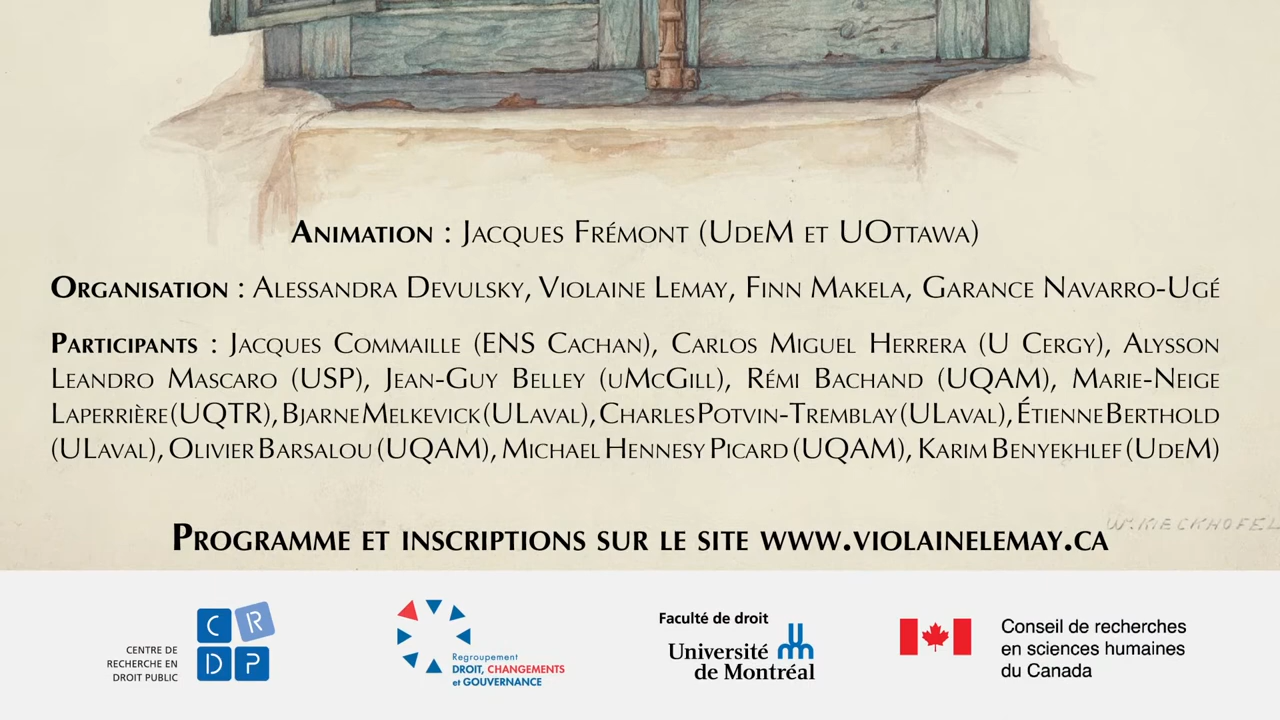 Animation : Jacques Frémont (UdeM et UOttawa)
Organisation : Alessandra Devulsky, Violaine Lemay, Finn Makela, Garance Navarro-Ugé
Participants : Jacques Commaille (ENS Cachan), Carlos Miguel Herrera (U Cergy), Alysson
Leandro Mascaro (USP), Jean-Guy Belley (uMcGill), Rémi Bachand (UQAM), Marie-Neige
Laperrière (UQTR), Bjarne Melkevick (ULaval), Charles Potvin-Tremblay (ULaval), Étienne Berthold
(ULaval), Olivier Barsalou (UQAM), Michael Hennesy Picard (UQAM), Karim Benyekhlef (UdeM)
W. KIECKHOFEL
Programme et inscriptions sur le site www.violainelemay.ca
CENTRE DE
RECHERCHE EN
DROIT PUBLIC
C R
D P
Regroupement
DROIT, CHANGEMENTS
et GOUVERNANCE
Faculté de droit
Université
de Montréal
Conseil de recherches
en sciences humaines
du Canada